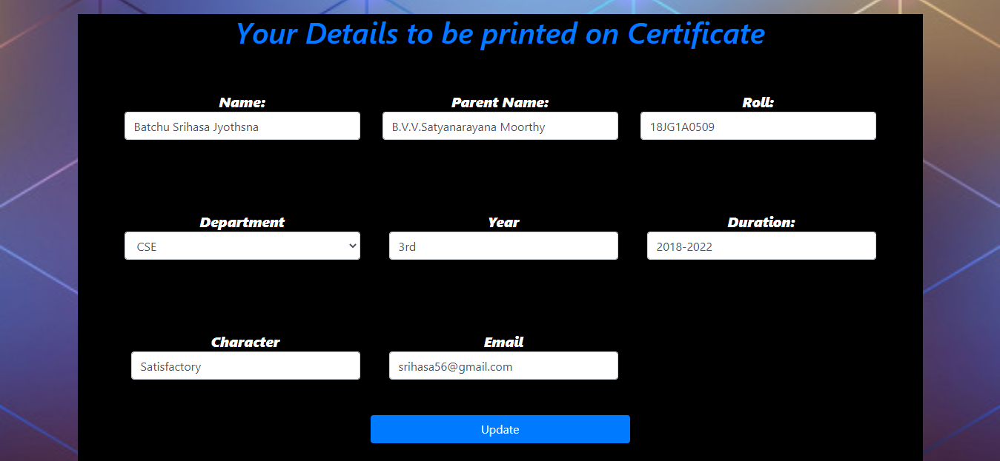 Your Details to be printed on Certificate
Name: Parent Name: Roll:
Batchu Srihasa Jyothsna B.V.V.Satyanarayana Moorthy 18JG1A0509
Department Year Duration:
CSE 3rd 2018-2022
Character Email
Satisfactory srihasa56@gmail.com
Update